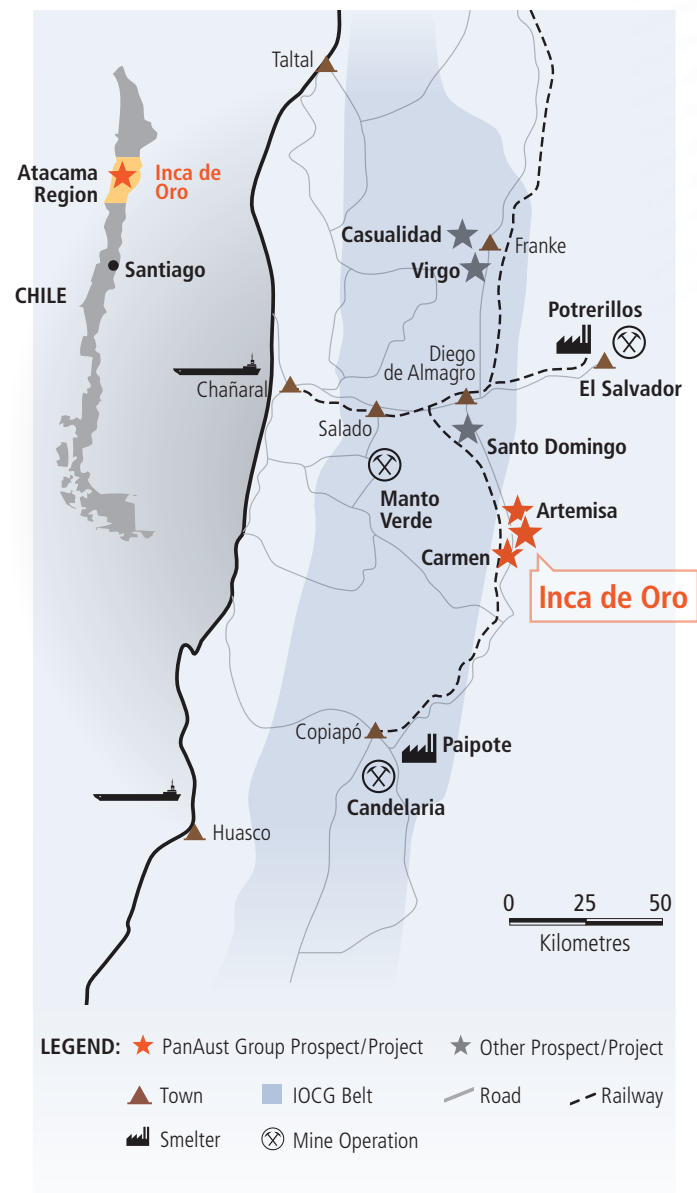 Taltal
Atacama
Region
Inca de
Oro
Santiago
CHILE
Casualidad
Franke
Virgo
Potrerillos
Diego
de Almagro
Chañaral
El Salvador
Salado
Santo Domingo
Manto
Verde
Artemisa
Carmen
Inca de Oro
Copiapó
Paipote
Candelaria
Huasco
0 25 50
Kilometres
LEGEND: PanAust Group Prospect/Project Other Prospect/Project
Town IOCG Belt Road Railway
Smelter Mine Operation